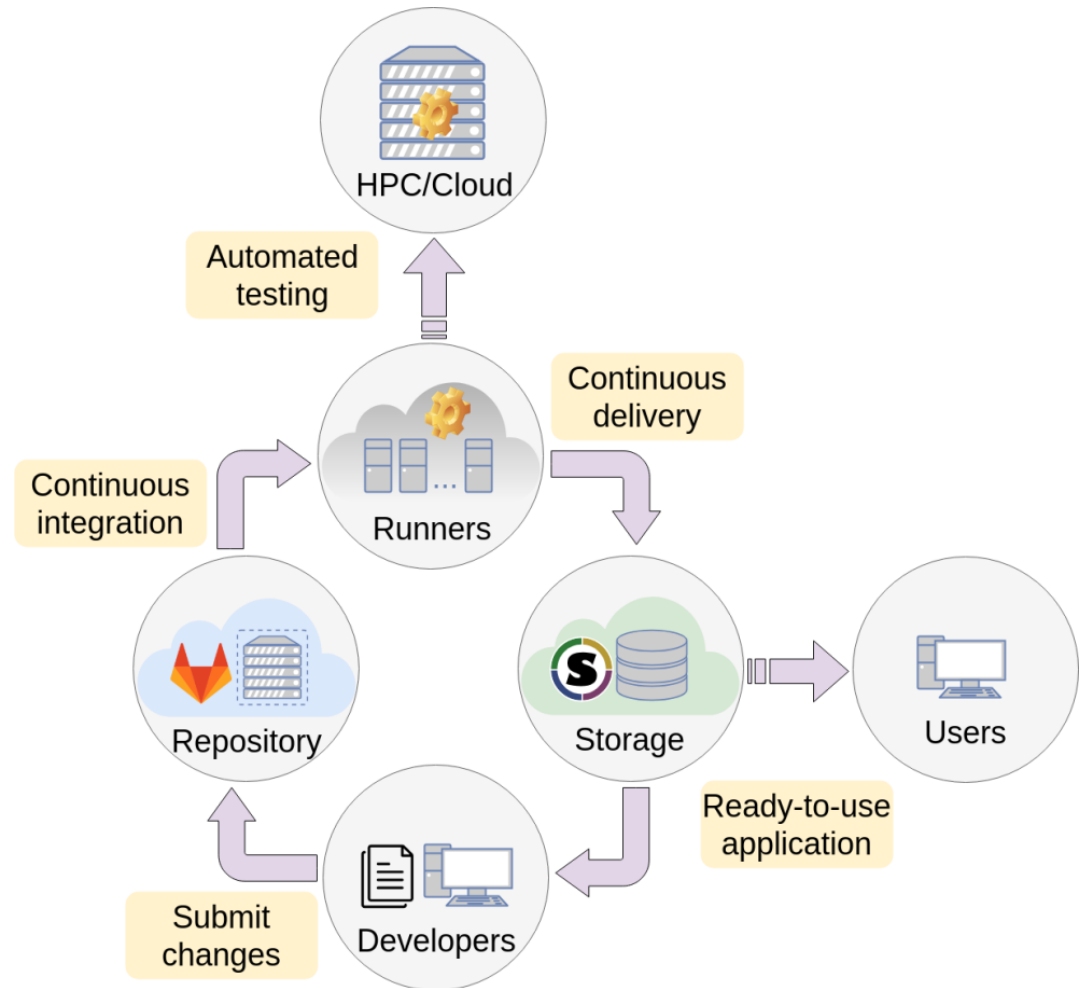 HPC/Cloud
Automated
testing
Continuous
delivery
Continuous
integration
Runners
...
S
Repository
Storage
Users
Ready-to-use
application
Submit
changes
Developers